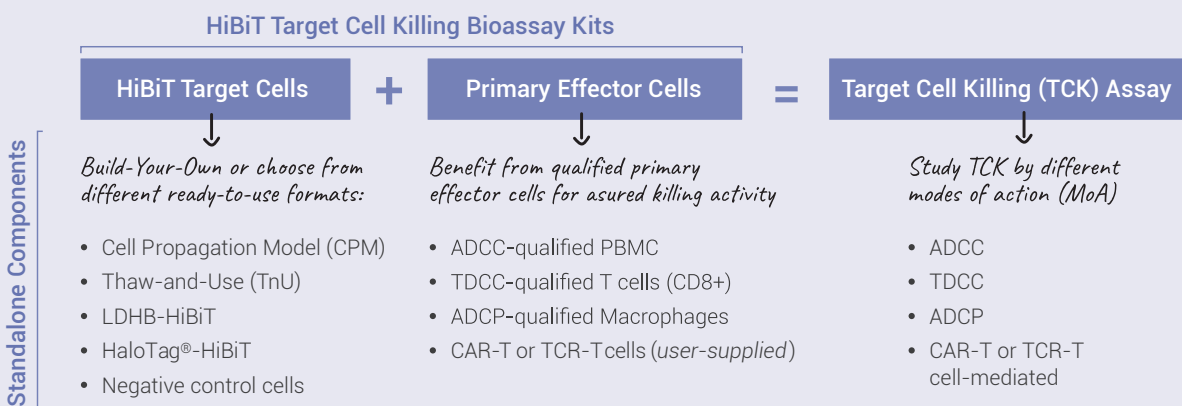 HiBiT Target Cell Killing Bioassay Kits
HiBiT Target Cells
+
Primary Effector Cells
=
Target Cell Killing (TCK) Assay
Standalone Components
Build-Your-Own or choose from
different ready-to-use formats:
• Cell Propagation Model (CPM)
• Thaw-and-Use (TnU)
• LDHB-HiBiT
• HaloTag®-HiBiT
• Negative control cells
Benefit from qualified primary
effector cells for asured killing activity
• ADCC-qualified PBMC
• TDCC-qualified T cells (CD8+)
• ADCP-qualified Macrophages
• CAR-T or TCR-Tcells (user-supplied)
Study TCK by different
modes of action (MoA)
• ADCC
• TDCC
• ADCP
• CAR-T or TCR-T
cell-mediated